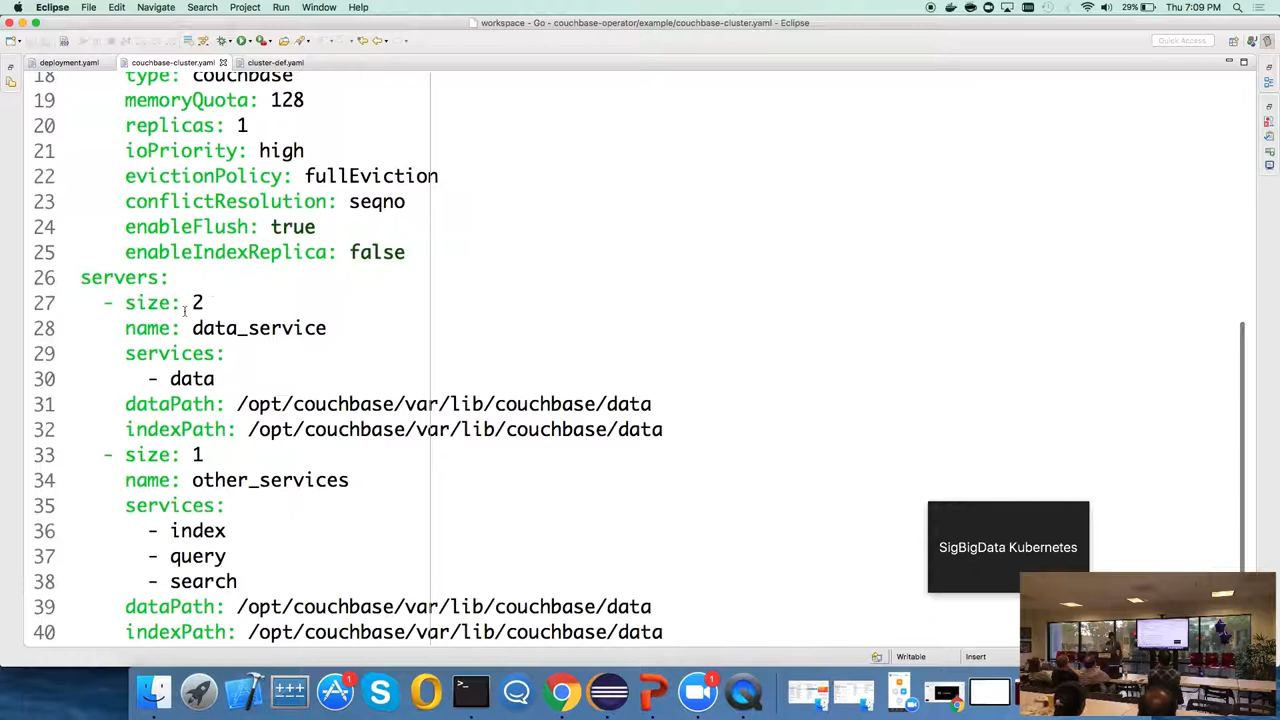 Eclipse File Edit Navigate Search Project Run Window Help 29% Thu 7:09 PM
workspace - Go - couchbase-operator/example/couchbase-cluster.yaml - Eclipse
Quick Access
deployment.yaml couchbase-cluster.yaml cluster-def.yaml
18 type: couchbase
19 memoryQuota: 128
20 replicas: 1
21 ioPriority: high
22 evictionPolicy: fullEviction
23 conflictResolution: seqno
24 enableFlush: true
25 enableIndexReplica: false
26 servers:
27 - size: 2
28 name: data_service
29 services:
30 - data
31 dataPath: /opt/couchbase/var/lib/couchbase/data
32 indexPath: /opt/couchbase/var/lib/couchbase/data
33 - size: 1
34 name: other_services
35 services:
36 - index
37 - query
38 - search
39 dataPath: /opt/couchbase/var/lib/couchbase/data
40 indexPath: /opt/couchbase/var/lib/couchbase/data
SigBigData Kubernetes
Writable Insert
1 1